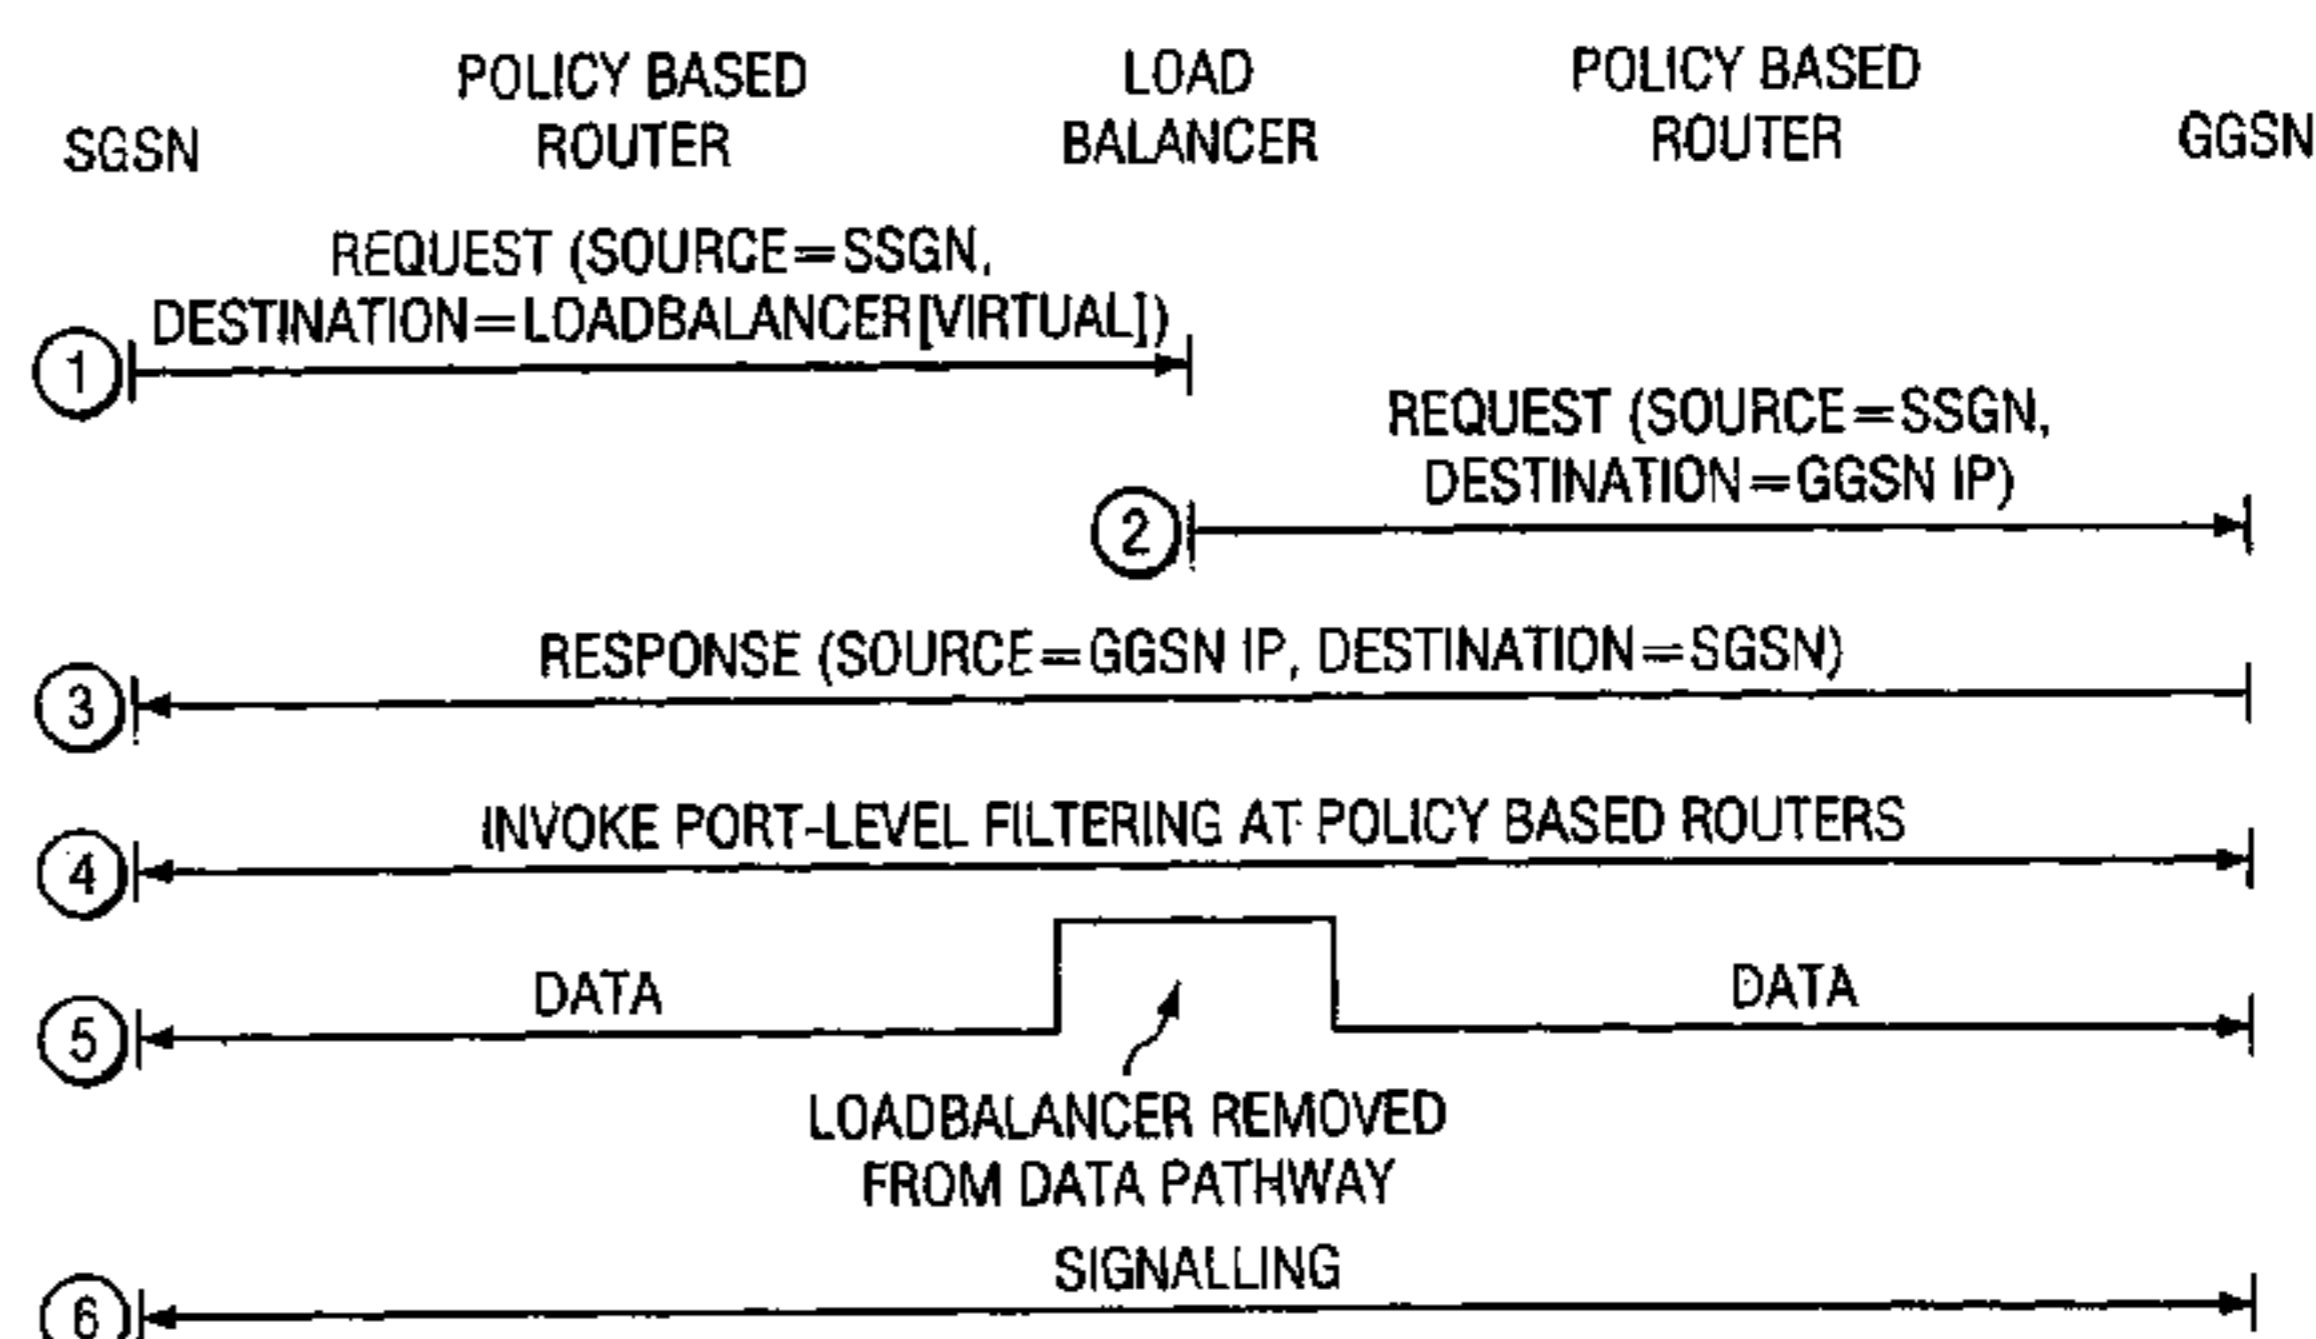 SGSN
POLICY BASED
ROUTER
LOAD
BALANCER
POLICY BASED
ROUTER
GGSN
REQUEST (SOURCE=SSGN,
DESTINATION=LOADBALANCER[VIRTUAL])
1
REQUEST (SOURCE=SSGN,
DESTINATION=GGSN IP)
2
RESPONSE (SOURCE=GGSN IP, DESTINATION=SGSN)
3
INVOKE PORT-LEVEL FILTERING AT POLICY BASED ROUTERS
4
DATA
DATA
5
LOADBALANCER REMOVED
FROM DATA PATHWAY
SIGNALLING
6